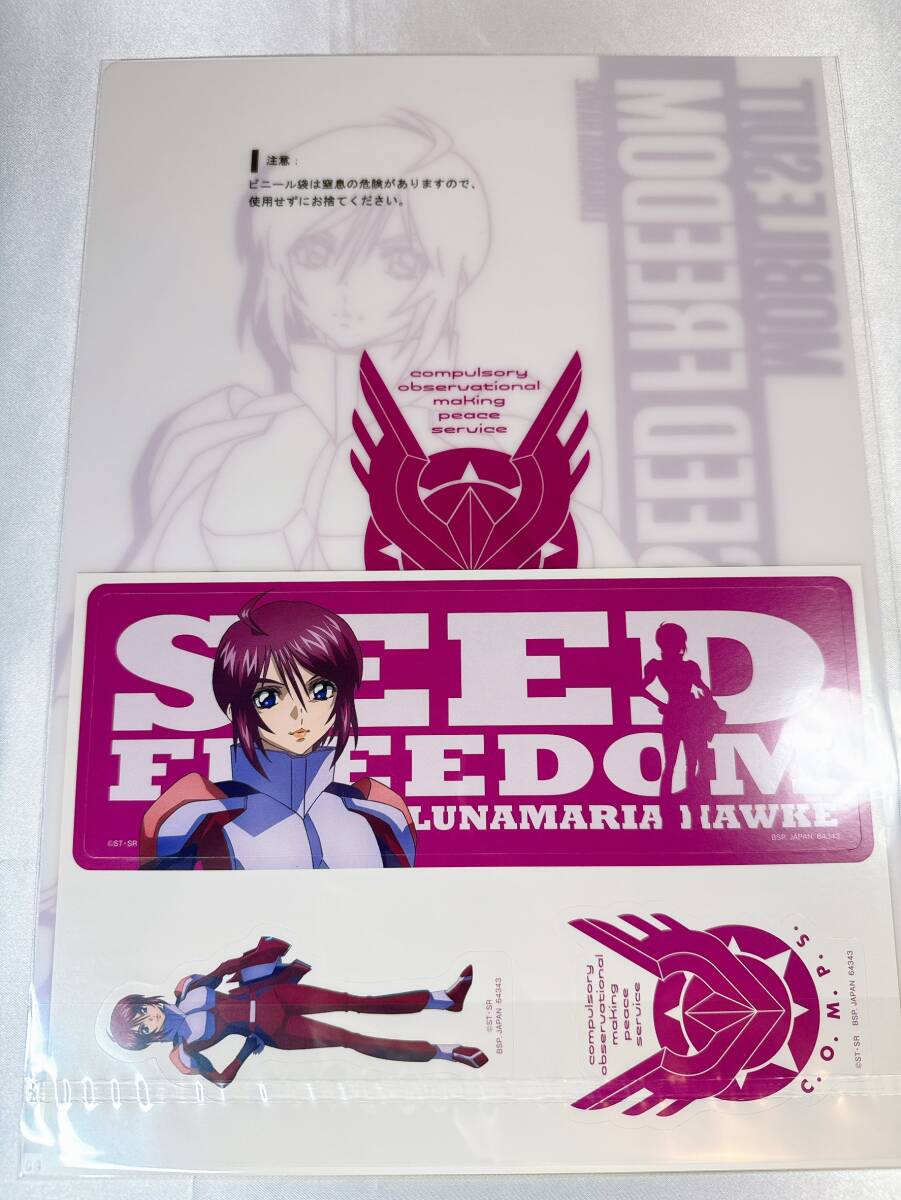 注意：
ビニール袋は窒息の危険がありますので、
使用せずにお捨てください。
MOBILE SUIT
SEED FREEDOM
compulsory
observational
making
peace
service
SEED
FREEDOM
LUNAMARIA HAWKE
©ST・SR
BSP, JAPAN 64343
©ST・SR
BSP, JAPAN 64343
compulsory
observational
making
peace
service
C. O. M. P. S.
©ST・SR
BSP, JAPAN 64343